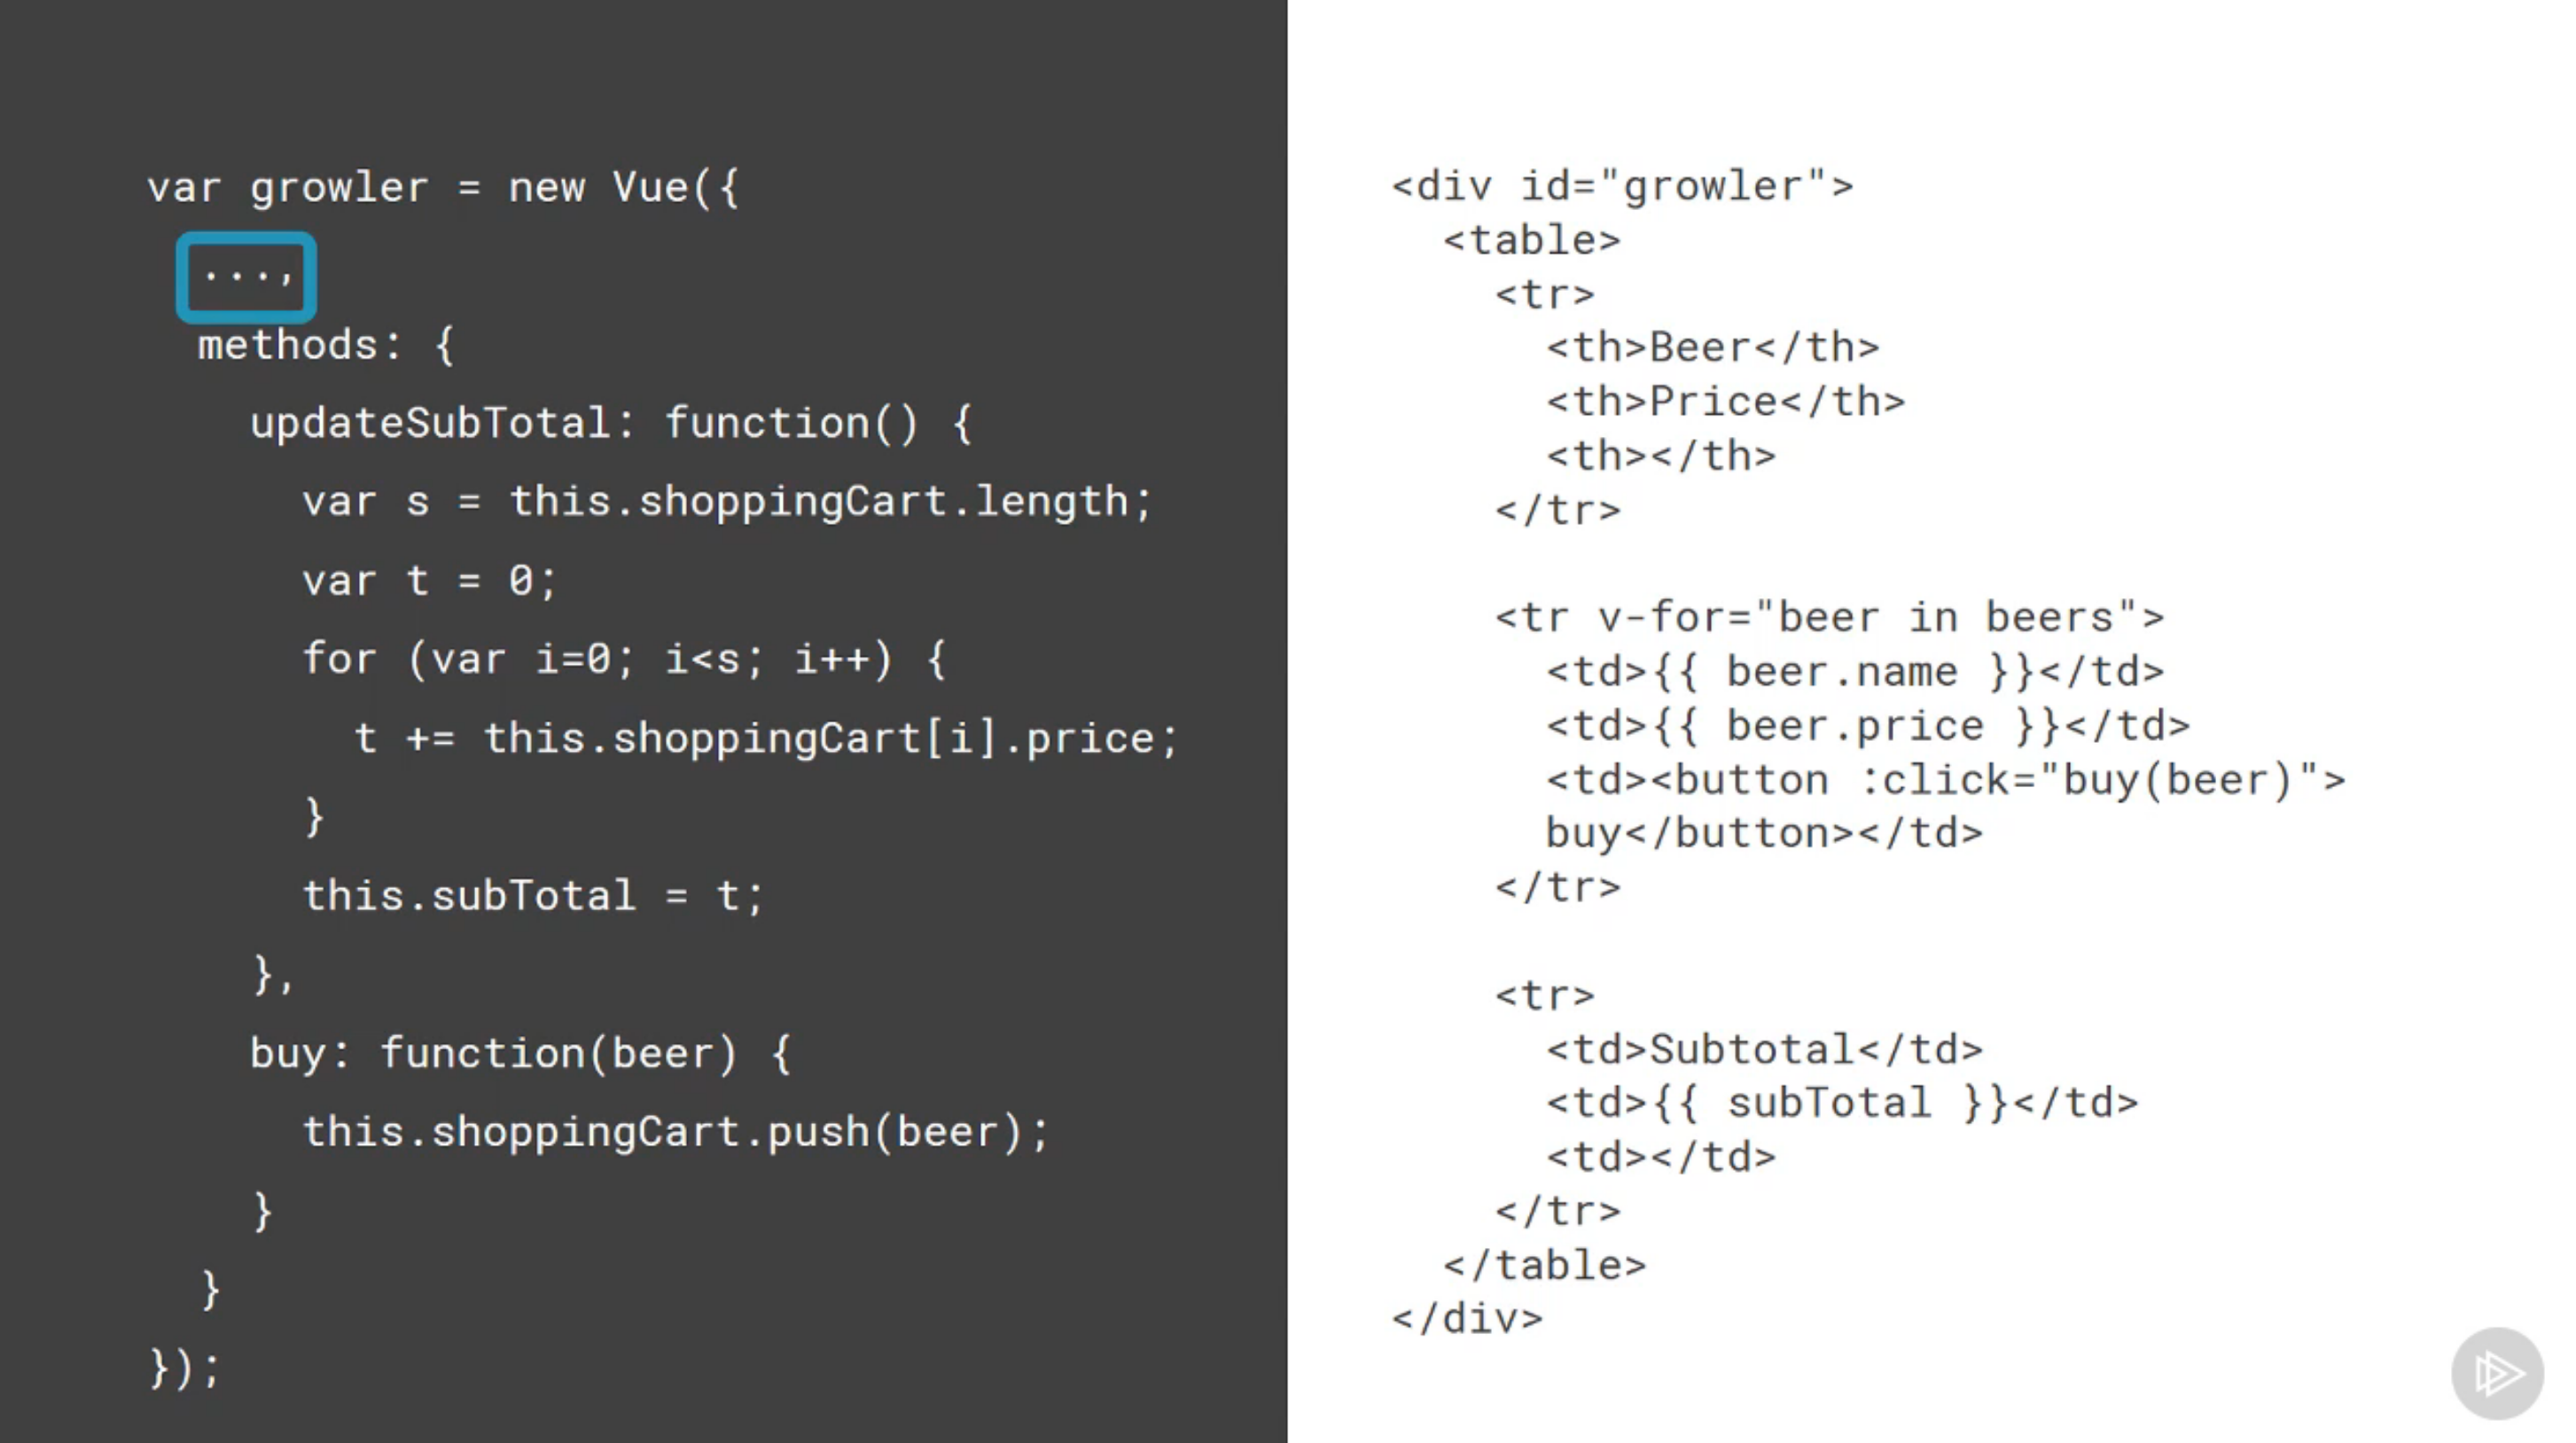 var growler = new Vue({
...,
methods: {
updateSubTotal: function() {
var s = this.shoppingCart.length;
var t = 0;
for (var i=0; i<s; i++) {
t += this.shoppingCart[i].price;
}
this.subTotal = t;
},
buy: function(beer) {
this.shoppingCart.push(beer);
}
}
});
<div id="growler">
<table>
<tr>
<th>Beer</th>
<th>Price</th>
<th></th>
</tr>
<tr v-for="beer in beers">
<td>{{ beer.name }}</td>
<td>{{ beer.price }}</td>
<td><button :click="buy(beer)">
buy</button></td>
</tr>
<tr>
<td>Subtotal</td>
<td>{{ subTotal }}</td>
<td></td>
</tr>
</table>
</div>